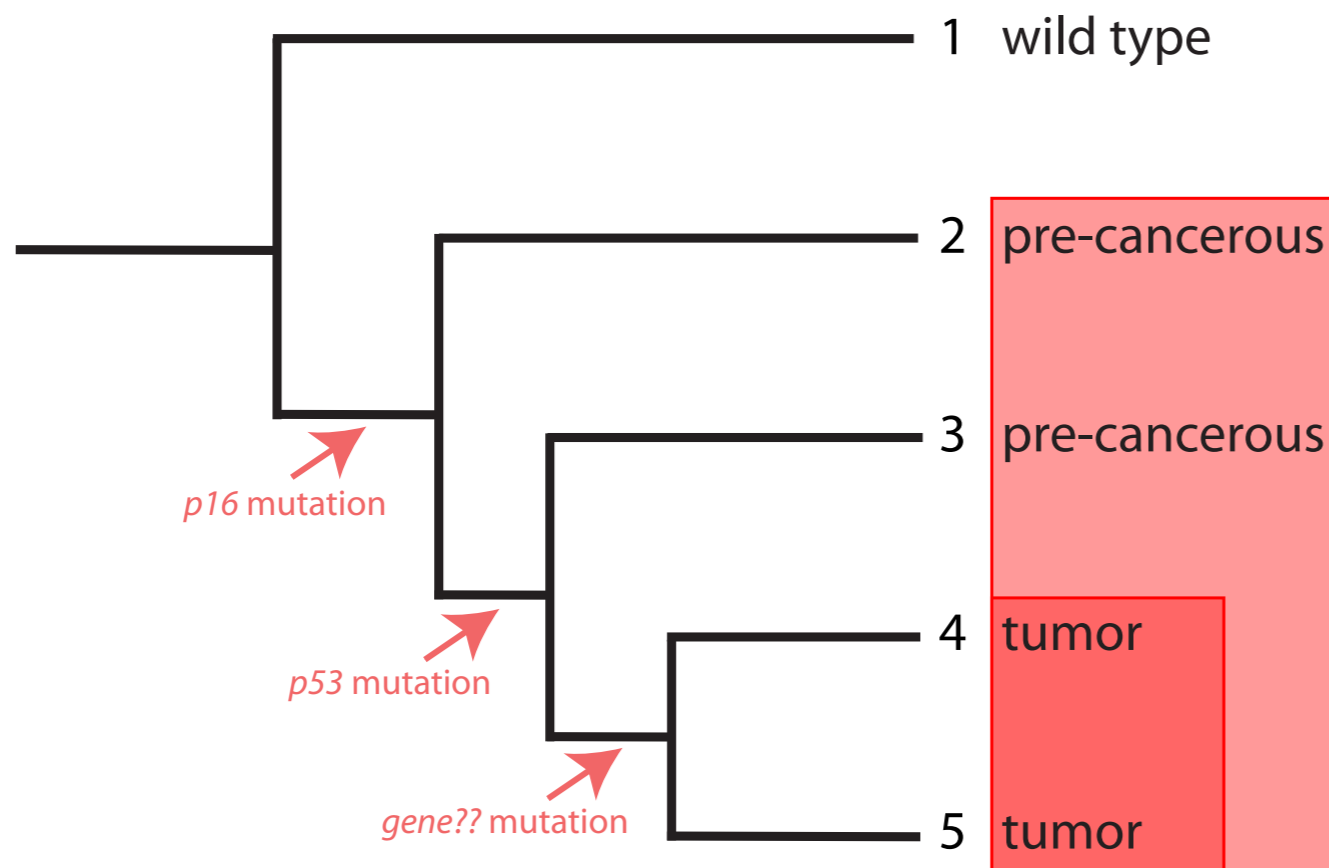 1 wild type
2 pre-cancerous
3 pre-cancerous
p16 mutation
4 tumor
p53 mutation
gene?? mutation
5 tumor